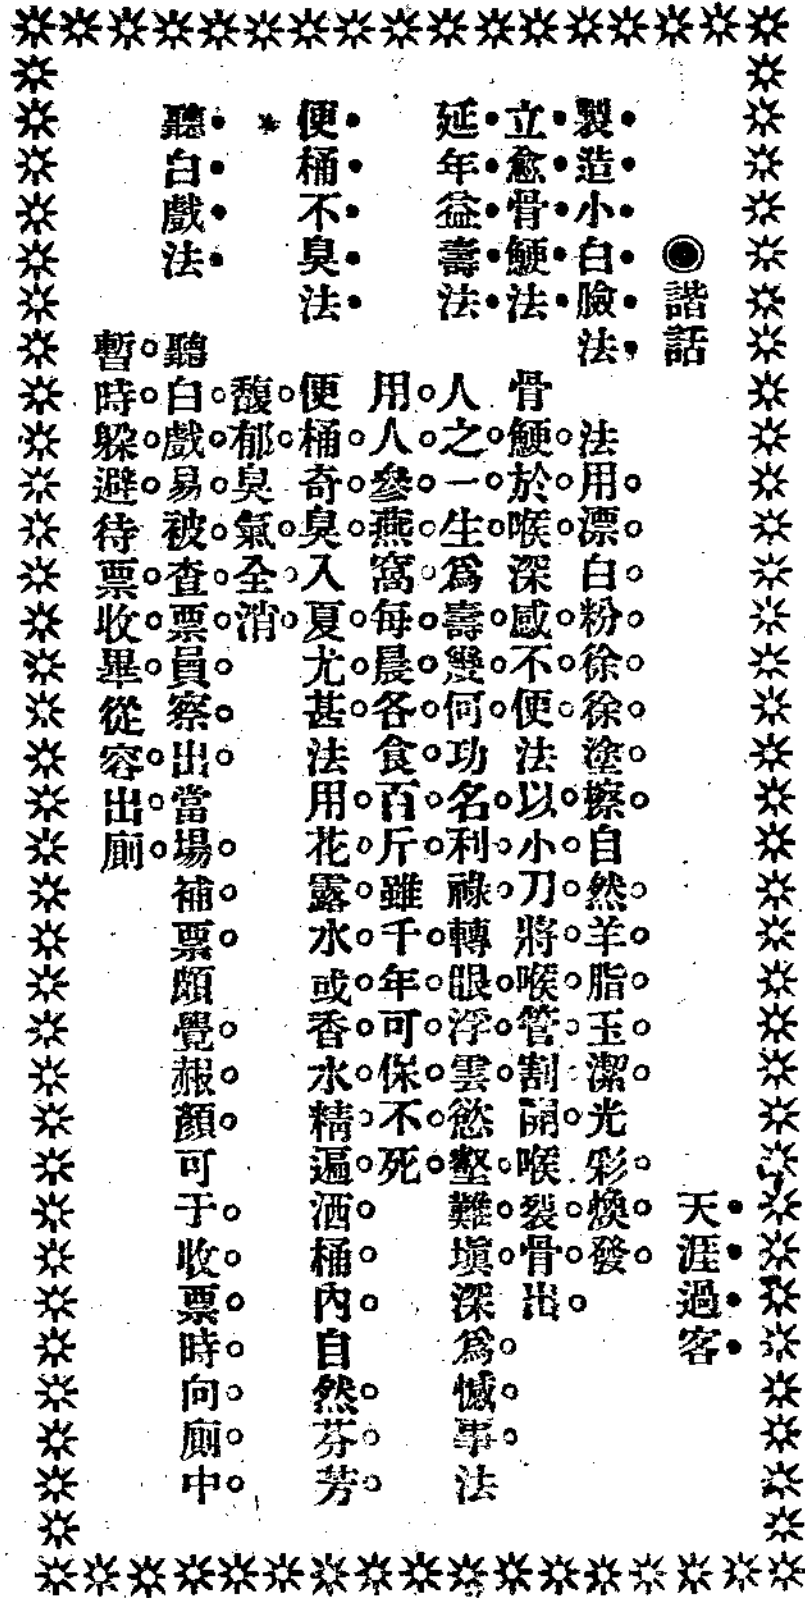 ◉諧話
天涯過客
製造小白臉法　法用漂白粉徐徐塗擦自然羊脂玉潔光彩煥發
立愈骨鯁法　骨鯁於喉深感不便法以小刀將喉管割開喉裂骨出
延年益壽法　人之一生爲壽幾何功名利祿轉眼浮雲慾壑難塡深爲憾事法
用人參燕窩每晨各食百斤雖千年可保不死
便桶不臭法　便桶奇臭入夏尤甚法用花露水或香水精遍洒桶內自然芬芳
馥郁臭氣全消
聽白戲法　聽白戲易被查票員察出當場補票頗覺赧顏可于收票時向廁中
暫時躱避待票收畢從容出廁